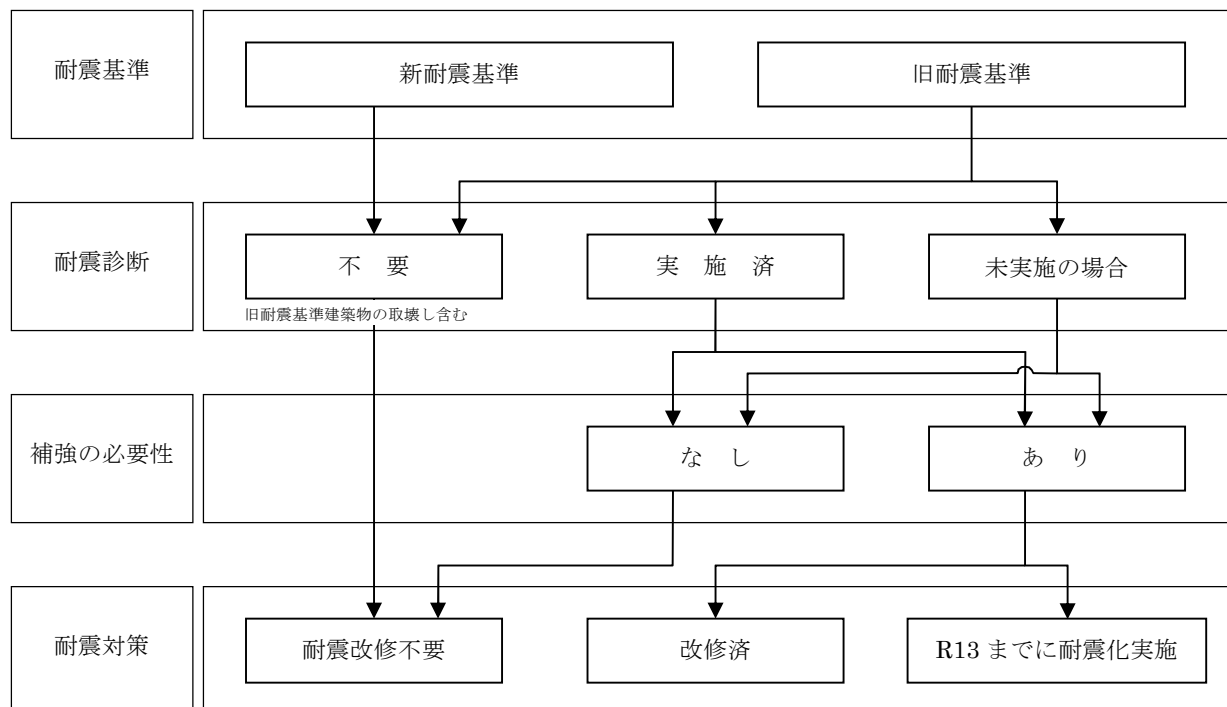 耐震基準
新耐震基準
旧耐震基準
耐震診断
不　要
実　施　済
未実施の場合
旧耐震基準建築物の取壊し含む
補強の必要性
な　し
あ　り
耐震対策
耐震改修不要
改修済
R13 までに耐震化実施